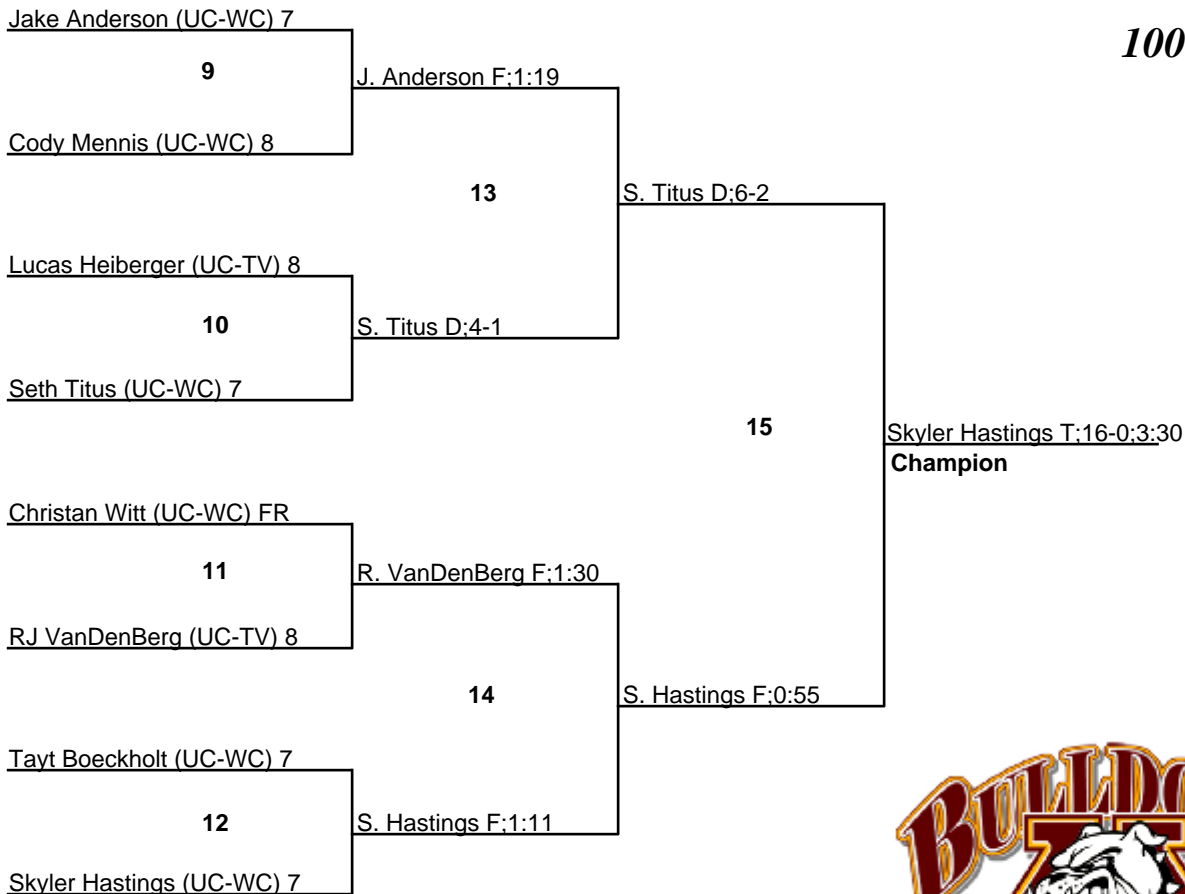 Jake Anderson (UC-WC) 7
100
9
J. Anderson F;1:19
Cody Mennis (UC-WC) 8
13
S. Titus D;6-2
Lucas Heiberger (UC-TV) 8
10
S. Titus D;4-1
Seth Titus (UC-WC) 7
15
Skyler Hastings T;16-0;3:30
Champion
Christan Witt (UC-WC) FR
11
R. VanDenBerg F;1:30
RJ VanDenBerg (UC-TV) 8
14
S. Hastings F;0:55
Tayt Boeckholt (UC-WC) 7
12
S. Hastings F;1:11
Skyler Hastings (UC-WC) 7